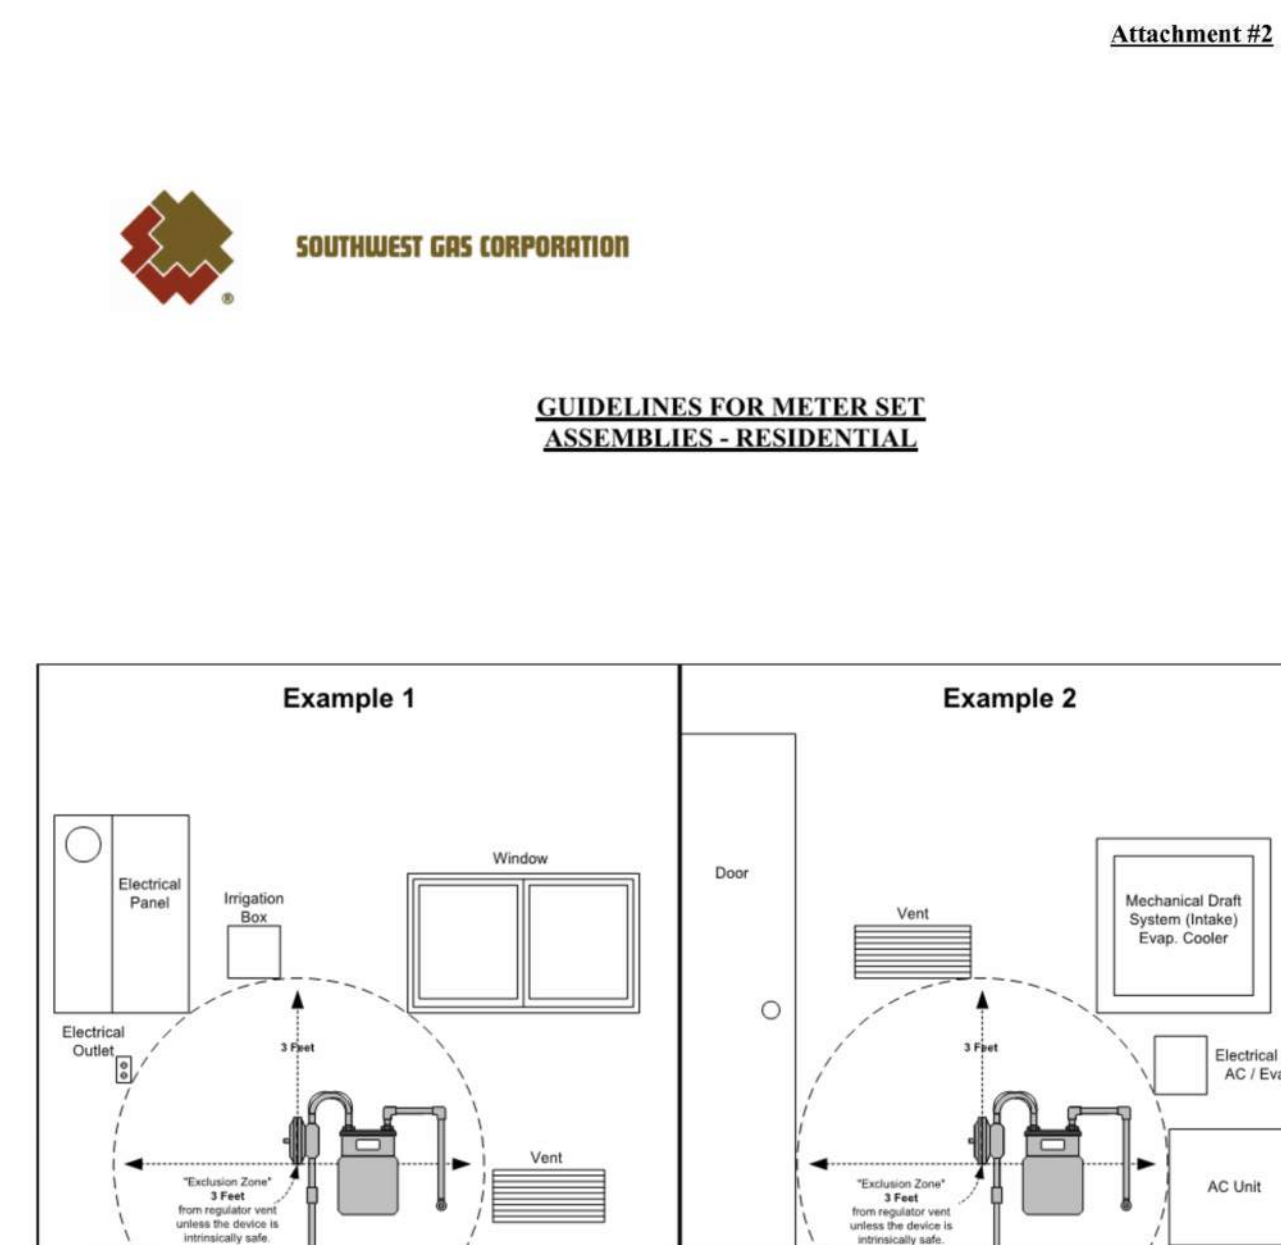 Attachment #2
SOUTHWEST GAS CORPORATION
®
GUIDELINES FOR METER SET
ASSEMBLIES - RESIDENTIAL
Example 1
Electrical
Panel
Irrigation
Box
Window
Electrical
Outlet
3 Feet
"Exclusion Zone"
3 Feet
from regulator vent
unless the device is
intrinsically safe.
Vent
Example 2
Door
Vent
Mechanical Draft
System (Intake)
Evap. Cooler
3 Feet
Electrical
AC / Eva
"Exclusion Zone"
3 Feet
from regulator vent
unless the device is
intrinsically safe.
AC Unit